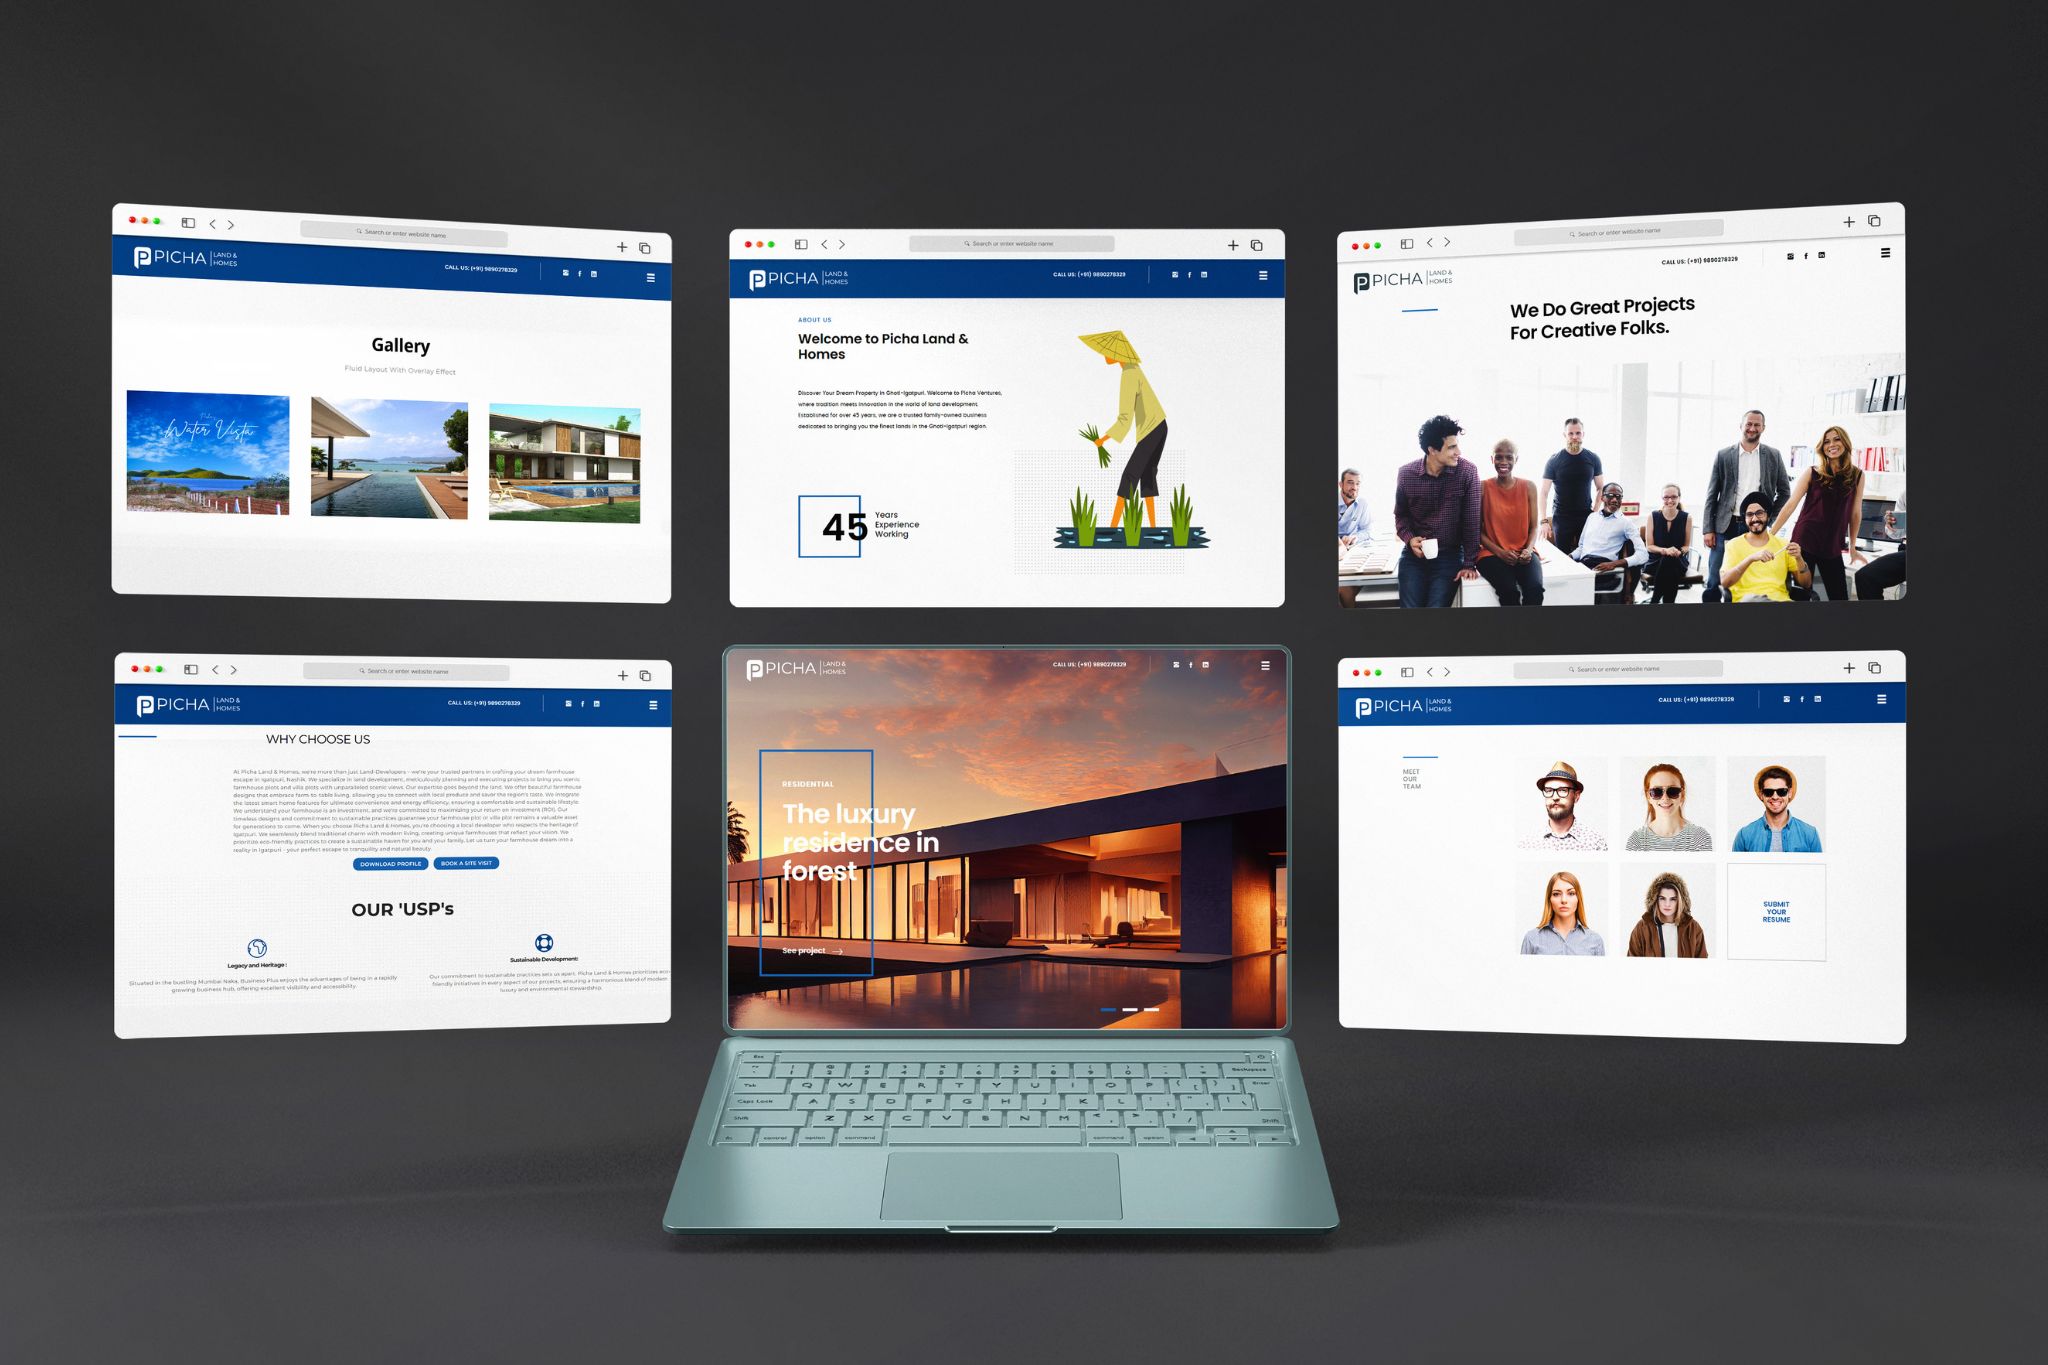 Search or enter website name
PICHA LAND & HOMES
CALL US: (+91) 9890278329
Gallery
Fluid Layout With Overlay Effect
Water Vista
Search or enter website name
PICHA LAND & HOMES
CALL US: (+91) 9890278329
ABOUT US
Welcome to Picha Land &
Homes
Discover Your Dream Property in Ghoti-Igatpuri. Welcome to Picha Ventures,
where tradition meets innovation in the world of land development.
Established for over 45 years, we are a trusted family-owned business
dedicated to bringing you the finest lands in the Ghoti-Igatpuri region.
45
Years
Experience
Working
Search or enter website name
PICHA LAND & HOMES
CALL US: (+91) 9890278329
We Do Great Projects
For Creative Folks.
Search or enter website name
PICHA LAND & HOMES
CALL US: (+91) 9890278329
WHY CHOOSE US
At Picha Land & Homes, we're more than just Land-Developers - we're your trusted partners in crafting your dream farmhouse
escape in Igatpuri, Nashik. We specialize in land development, meticulously planning and executing projects to bring you scenic
farmhouse plots and villa plots with unparalleled scenic views. Our expertise goes beyond the land. We offer beautiful farmhouse
designs that embrace farm-to-table living, allowing you to connect with local produce and savor the region's taste. We integrate
the latest smart home features for ultimate convenience and energy efficiency, ensuring a comfortable and sustainable lifestyle.
We understand your farmhouse is an investment, and we're committed to maximizing your return on investment (ROI). Our
timeless designs and commitment to sustainable practices guarantee your farmhouse plot or villa plot remains a valuable asset
for generations to come. When you choose Picha Land & Homes, you're choosing a local developer who respects the heritage of
Igatpuri. We seamlessly blend traditional charm with modern living, creating unique farmhouses that reflect your vision. We
prioritize eco-friendly practices to create a sustainable haven for you and your family. Let us turn your farmhouse dream into a
reality in Igatpuri - your perfect escape to tranquility and natural beauty.
DOWNLOAD PROFILE
BOOK A SITE VISIT
OUR 'USP's
Legacy and Heritage :
Situated in the bustling Mumbai Naka, Business Plus enjoys the advantages of being in a rapidly
growing business hub, offering excellent visibility and accessibility.
Sustainable Development:
Our commitment to sustainable practices sets us apart. Picha Land & Homes prioritizes
friendly initiatives in every aspect of our projects, ensuring a harmonious blend of modern
luxury and environmental stewardship.
PICHA LAND & HOMES
CALL US: (+91) 9890278329
RESIDENTIAL
The luxury
residence in
forest
See project
Esc
Backspace
Tab Q W E R T Y U I O P Enter
Caps Lock A S D F G H J K L
Shift Z X C V B N M Shift
control option command command option
Search or enter website name
PICHA LAND & HOMES
CALL US: (+91) 9890278329
MEET
OUR
TEAM
SUBMIT
YOUR
RESUME